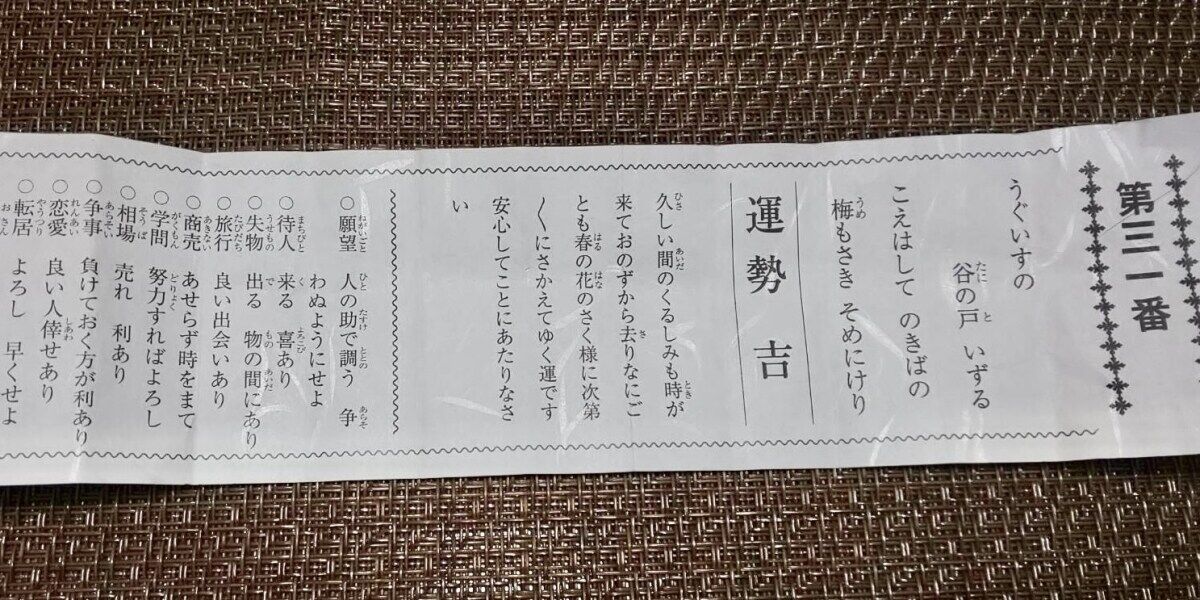 第三一番
うぐいすの
谷の戸 いずる
こえはして のきばの
梅もさき そめにけり
運勢 吉
久しい間のくるしみも時が
来ておのずから去りなにご
とも春の花のさく様に次第
〳〵にさかえてゆく運です
安心してことにあたりなさ
い
○願望 人の助で調う 争
わぬようにせよ
○待人 来る 喜あり
○失物 出る 物の間にあり
○旅行 良い出会いあり
○商売 あせらず時をまて
○学問 努力すればよろし
○相場 売れ 利あり
○争事 負けておく方が利あり
○恋愛 良い人倖せあり
○転居 よろし 早くせよ